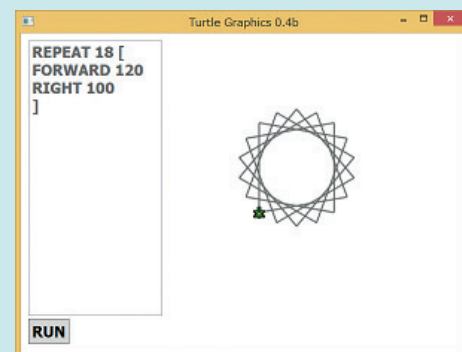 Turtle Graphics 0.4b
REPEAT 18 [
FORWARD 120
RIGHT 100
]
RUN